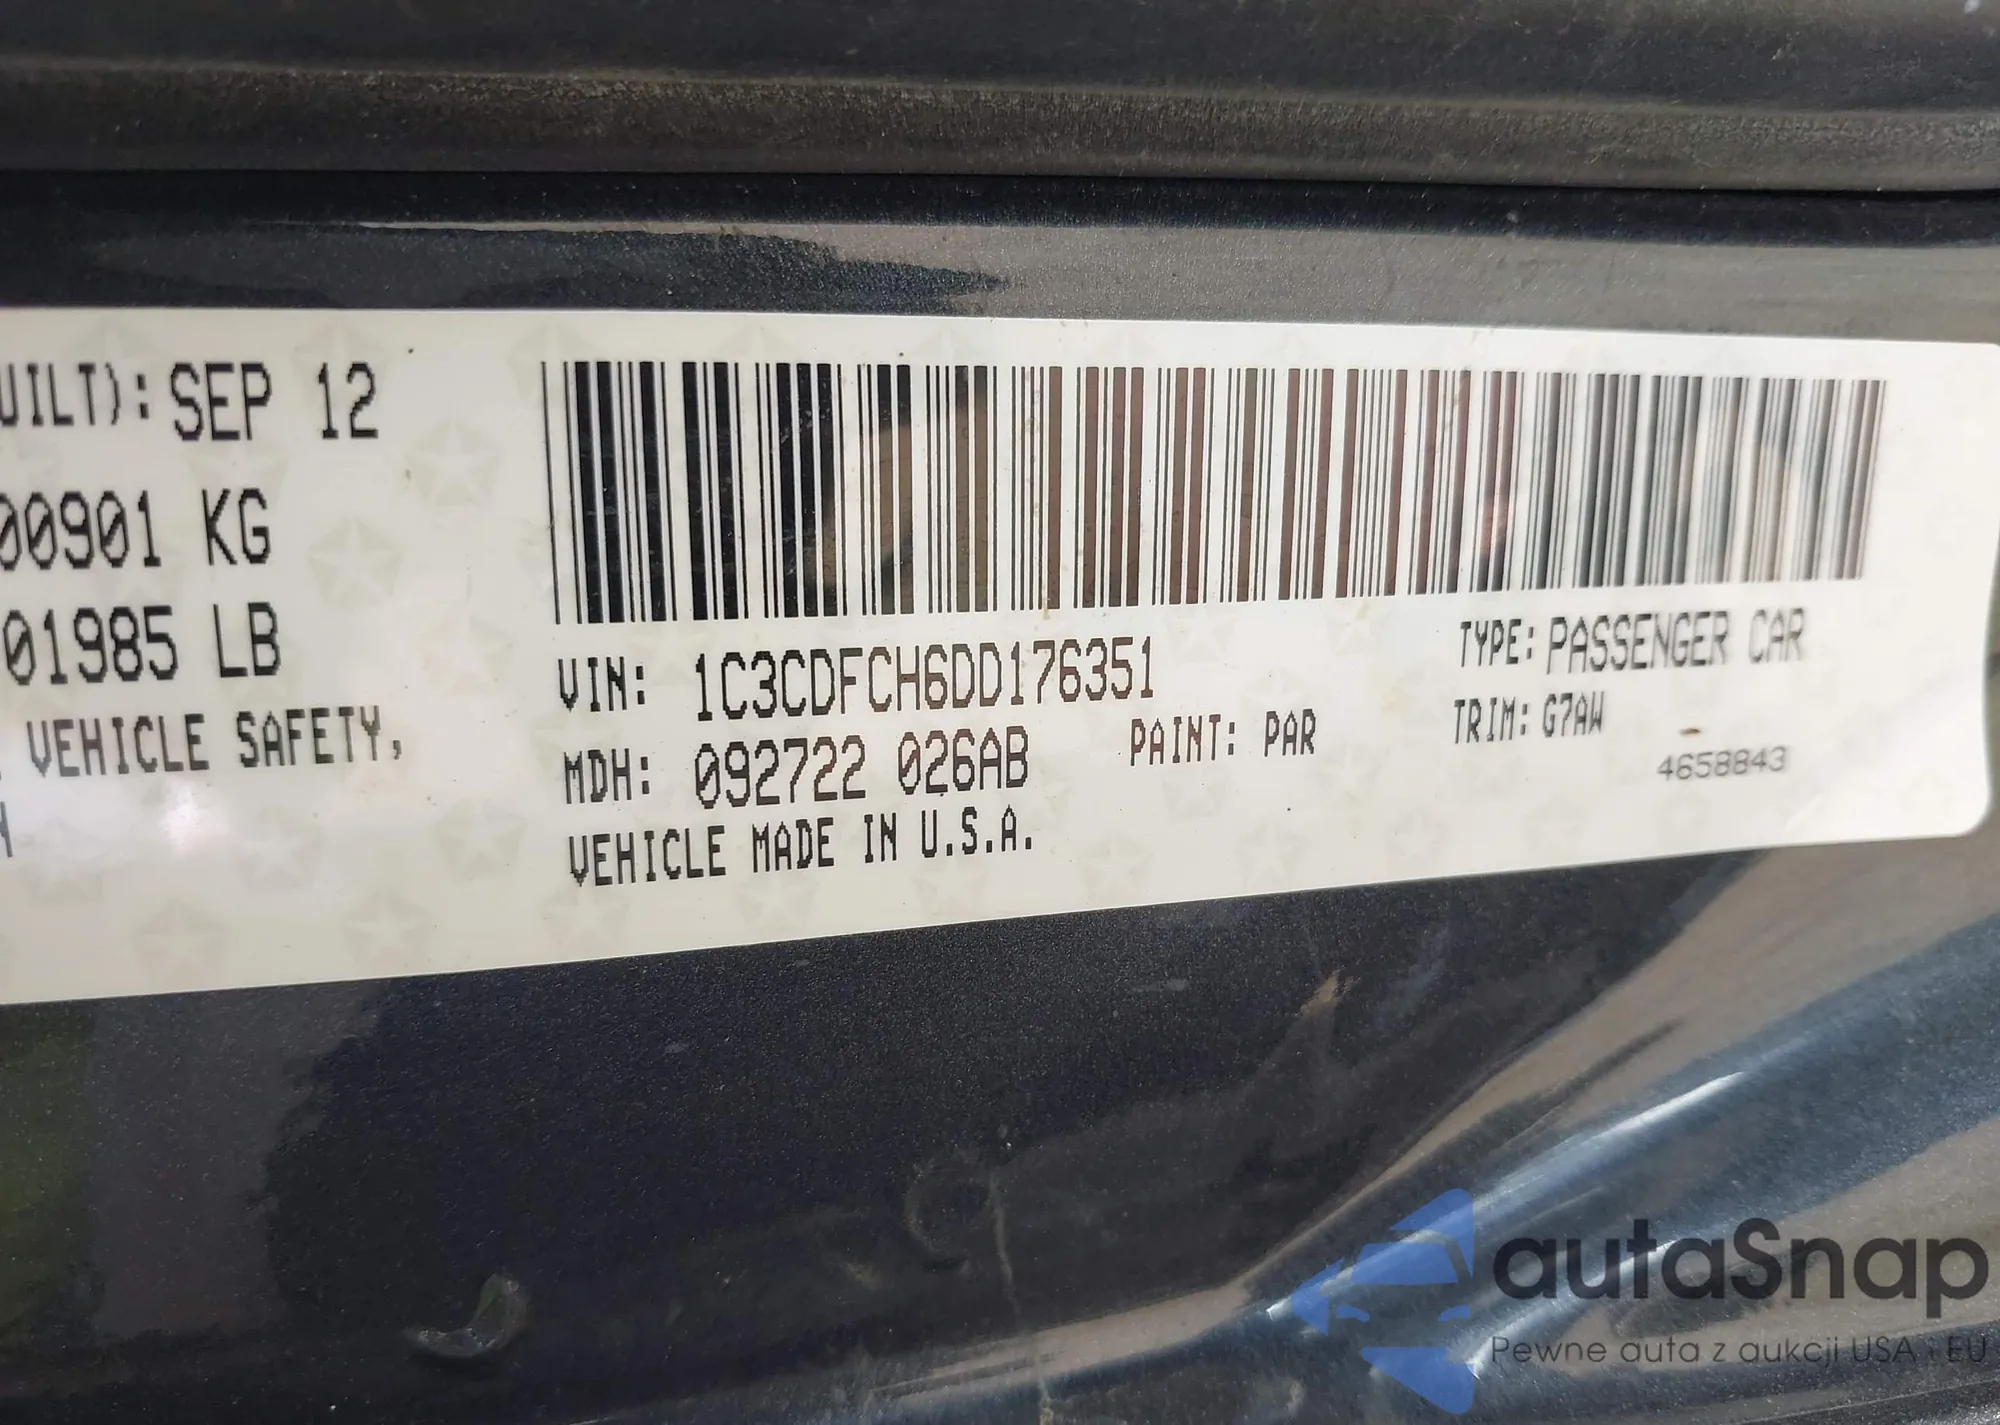 UILT): SEP 12
00901 KG
01985 LB
VEHICLE SAFETY,
VIN: 1C3CDFCH6DD176351
TYPE: PASSENGER CAR
MDH: 092722 026AB
PAINT: PAR
TRIM: G7AW
4658843
VEHICLE MADE IN U.S.A.
autaSnap
Pewne auta z aukcji USA i EU